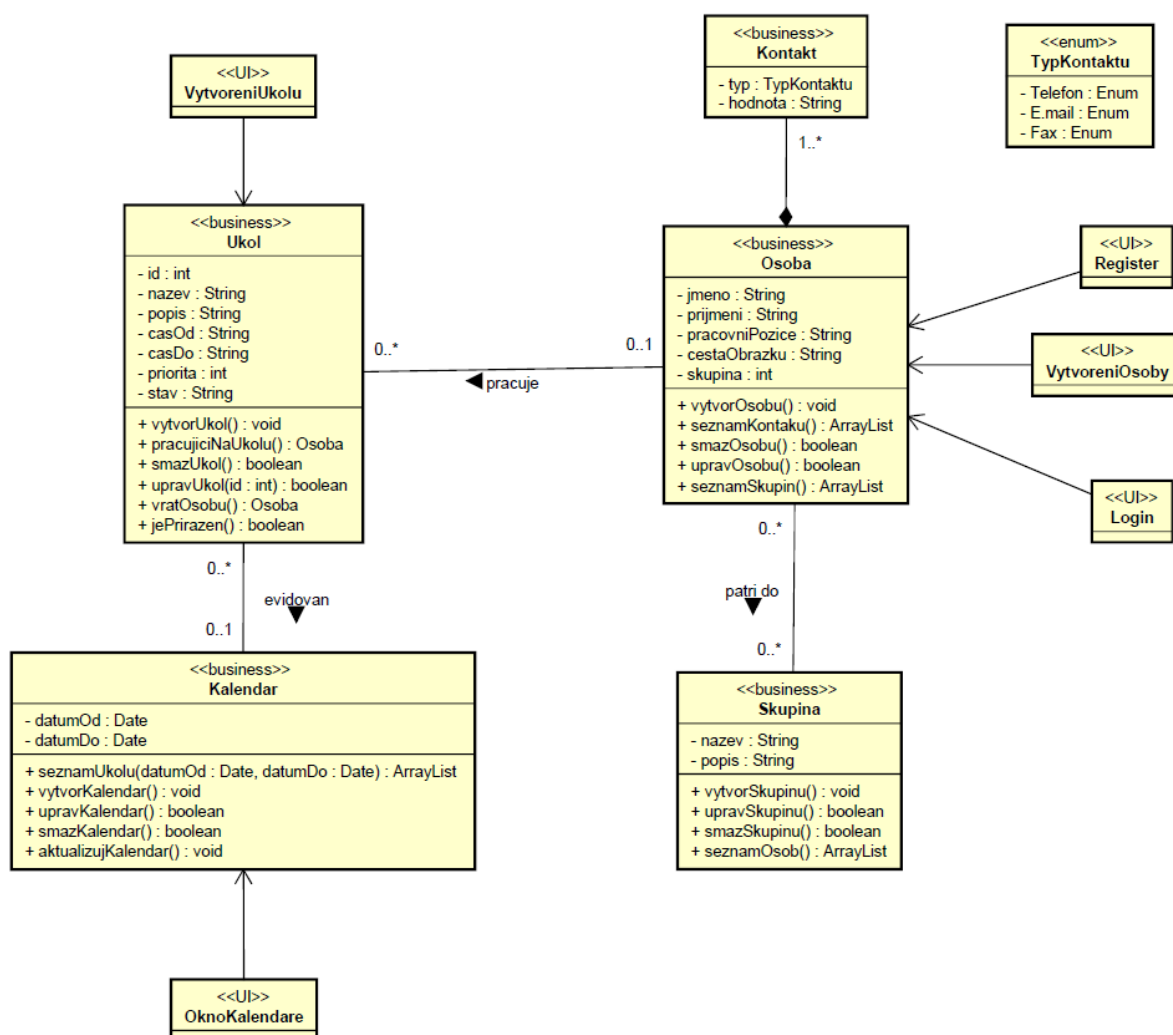 <<business>>
Kontakt
- typ : TypKontaktu
- hodnota : String
<<enum>>
TypKontaktu
- Telefon : Enum
- E.mail : Enum
- Fax : Enum
<<UI>>
VytvoreniUkolu
1..*
<<business>>
Ukol
- id : int
- nazev : String
- popis : String
- casOd : String
- casDo : String
- priorita : int
- stav : String
+ vytvorUkol() : void
+ pracujiciNaUkolu() : Osoba
+ smazUkol() : boolean
+ upravUkol(id : int) : boolean
+ vratOsobu() : Osoba
+ jePrirazen() : boolean
0..*
0..1
pracuje
<<business>>
Osoba
- jmeno : String
- prijmeni : String
- pracovniPozice : String
- cestaObrazku : String
- skupina : int
+ vytvorOsobu() : void
+ seznamKontaku() : ArrayList
+ smazOsobu() : boolean
+ upravOsobu() : boolean
+ seznamSkupin() : ArrayList
<<UI>>
Register
<<UI>>
VytvoreniOsoby
<<UI>>
Login
0..*
evidovan
0..1
0..*
patri do
0..*
<<business>>
Kalendar
- datumOd : Date
- datumDo : Date
+ seznamUkolu(datumOd : Date, datumDo : Date) : ArrayList
+ vytvorKalendar() : void
+ upravKalendar() : boolean
+ smazKalendar() : boolean
+ aktualizujKalendar() : void
<<business>>
Skupina
- nazev : String
- popis : String
+ vytvorSkupinu() : void
+ upravSkupinu() : boolean
+ smazSkupinu() : boolean
+ seznamOsob() : ArrayList
<<UI>>
OknoKalendare